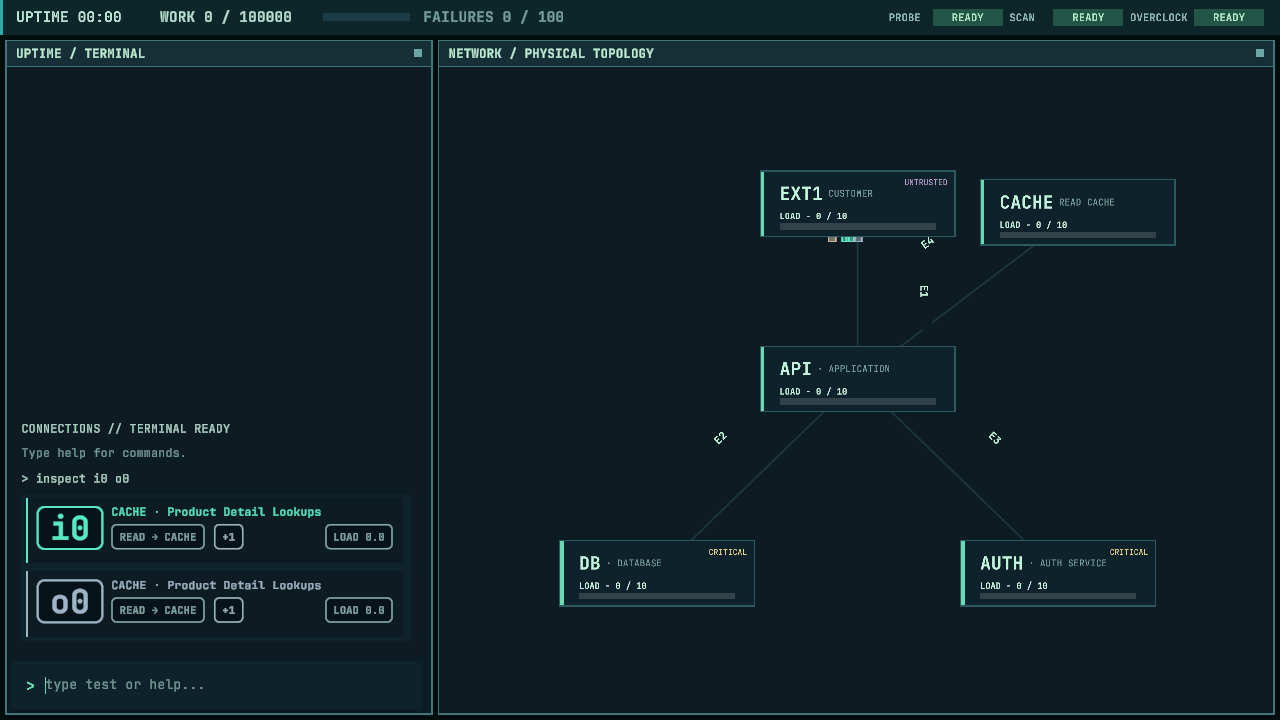 UPTIME 00:00 WORK 0 / 100000 FAILURES 0 / 100 PROBE READY SCAN READY OVERCLOCK READY
UPTIME / TERMINAL
NETWORK / PHYSICAL TOPOLOGY
UNTRUSTED
EXT1 CUSTOMER
LOAD - 0 / 10
CACHE READ CACHE
LOAD - 0 / 10
E4
E1
API · APPLICATION
LOAD - 0 / 10
E2
E3
CRITICAL
DB · DATABASE
LOAD - 0 / 10
CRITICAL
AUTH · AUTH SERVICE
LOAD - 0 / 10
CONNECTIONS // TERMINAL READY
Type help for commands.
> inspect i0 o0
i0
CACHE · Product Detail Lookups
READ → CACHE +1 LOAD 0.0
o0
CACHE · Product Detail Lookups
READ → CACHE +1 LOAD 0.0
> type test or help...